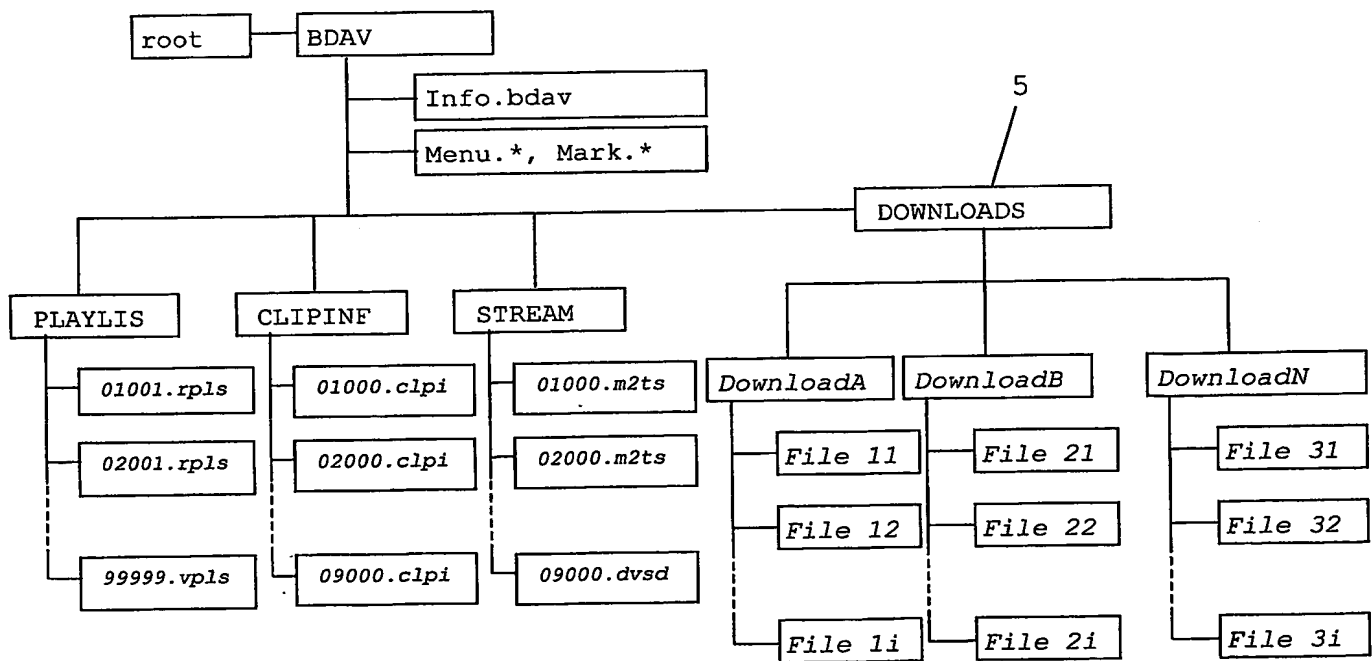 root
BDAV
Info.bdav
Menu.*, Mark.*
5
DOWNLOADS
PLAYLIS
CLIPINF
STREAM
01001.rpls
02001.rpls
99999.vpls
01000.clpi
02000.clpi
09000.clpi
01000.m2ts
02000.m2ts
09000.dvsd
DownloadA
DownloadB
DownloadN
File 11
File 12
File 1i
File 21
File 22
File 2i
File 31
File 32
File 3i